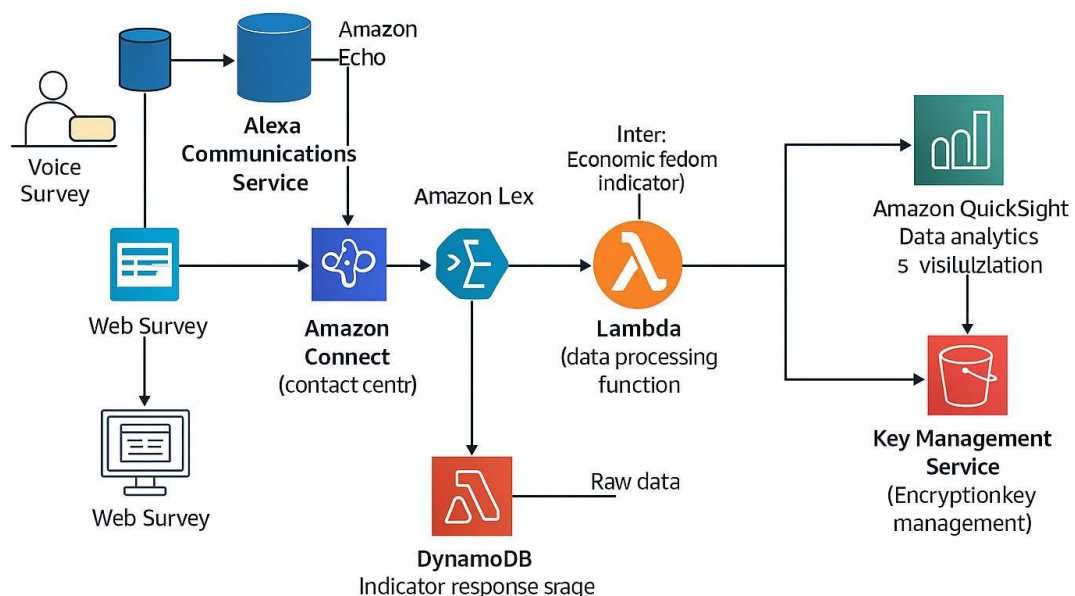 Amazon
Echo
Alexa
Communications
Service
Voice
Survey
Inter:
Economic fedom
indicator)
Amazon Lex
Amazon QuickSight
Data analytics
5 visilulzlation
Web Survey
Amazon
Connect
(contact centr)
Lambda
(data processing
function
Key Management
Service
(Encryptionkey
management)
Web Survey
Raw data
DynamoDB
Indicator response srage